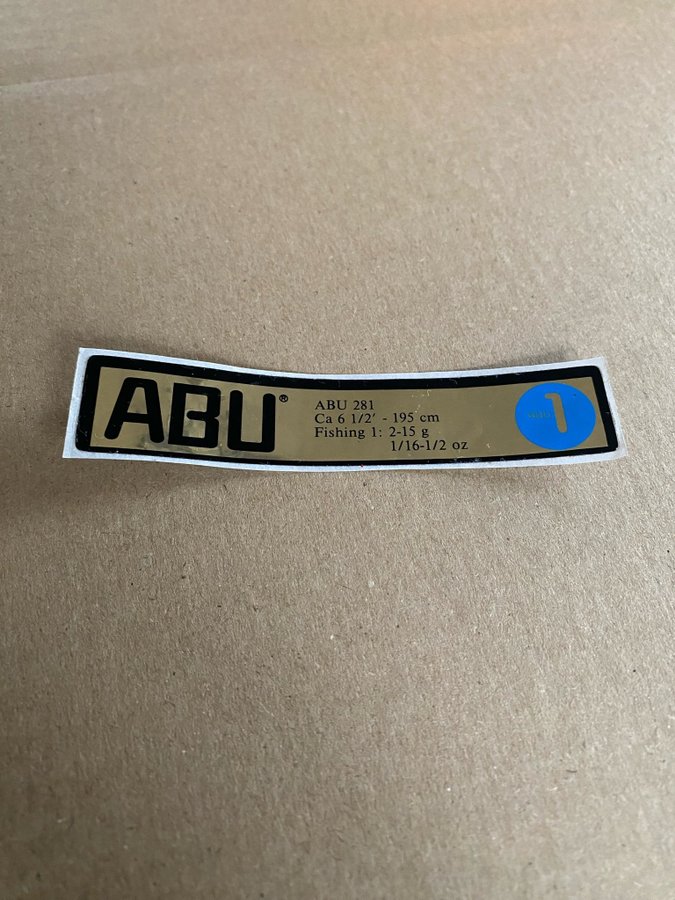 ABU®
ABU 281
Ca 6 1/2' - 195 cm
Fishing 1: 2-15 g
1/16-1/2 oz
1